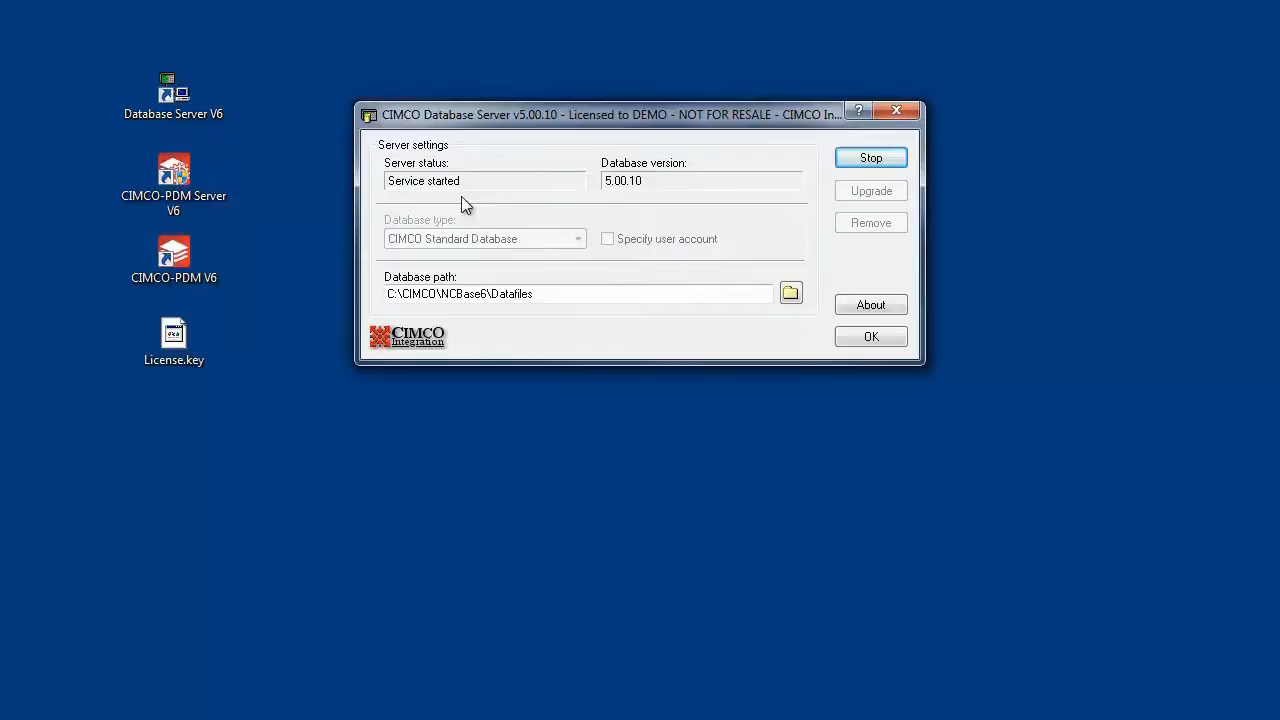 Database Server V6
CIMCO-PDM Server
V6
CIMCO-PDM V6
License.key
CIMCO Database Server v5.00.10 - Licensed to DEMO - NOT FOR RESALE - CIMCO In...
?
Server settings
Server status:
Database version:
Stop
Service started
5.00.10
Upgrade
Database type:
Remove
CIMCO Standard Database
Specify user account
Database path:
C:\CIMCO\NCBase6\Datafiles
About
CIMCO
Integration
OK